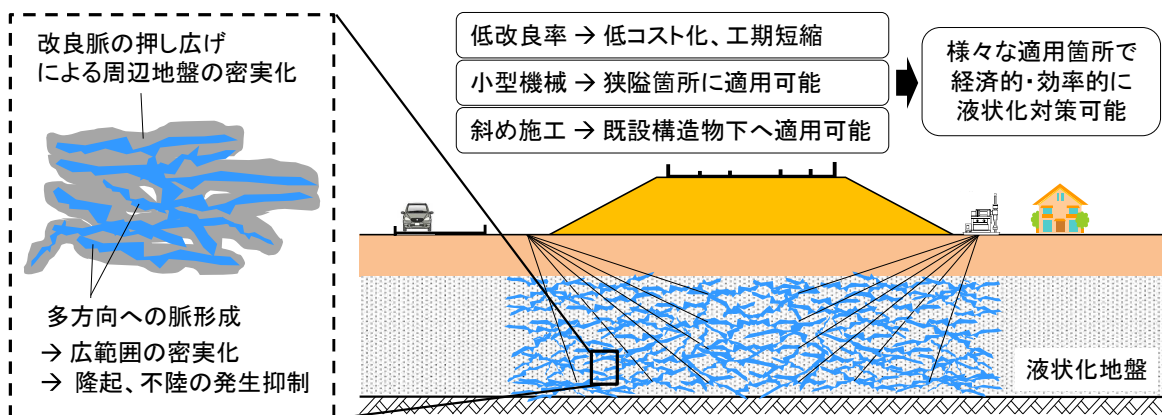 改良脈の押し広げ
による周辺地盤の密実化
多方向への脈形成
→ 広範囲の密実化
→ 隆起、不陸の発生抑制
低改良率 → 低コスト化、工期短縮
小型機械 → 狭隘箇所に適用可能
斜め施工 → 既設構造物下へ適用可能
様々な適用箇所で
経済的・効率的に
液状化対策可能
液状化地盤